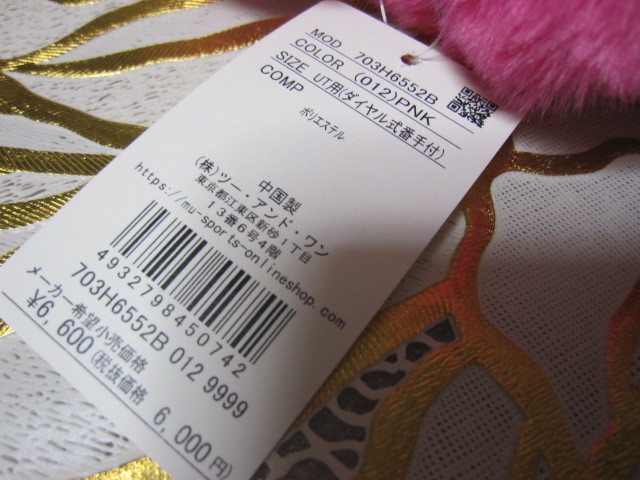 MOD 703H6552B
COLOR (012)PNK
SIZE UT用(ダイヤル式番手付)
COMP
ポリエステル
中国製
(株)ツー・アンド・ワン
東京都江東区新砂1丁目
13番6号4階
https://mu-sports-onlineshop.com
4932798450742
703H6552B 012 9999
メーカー希望小売価格
¥6,600(税抜価格 6,000円)